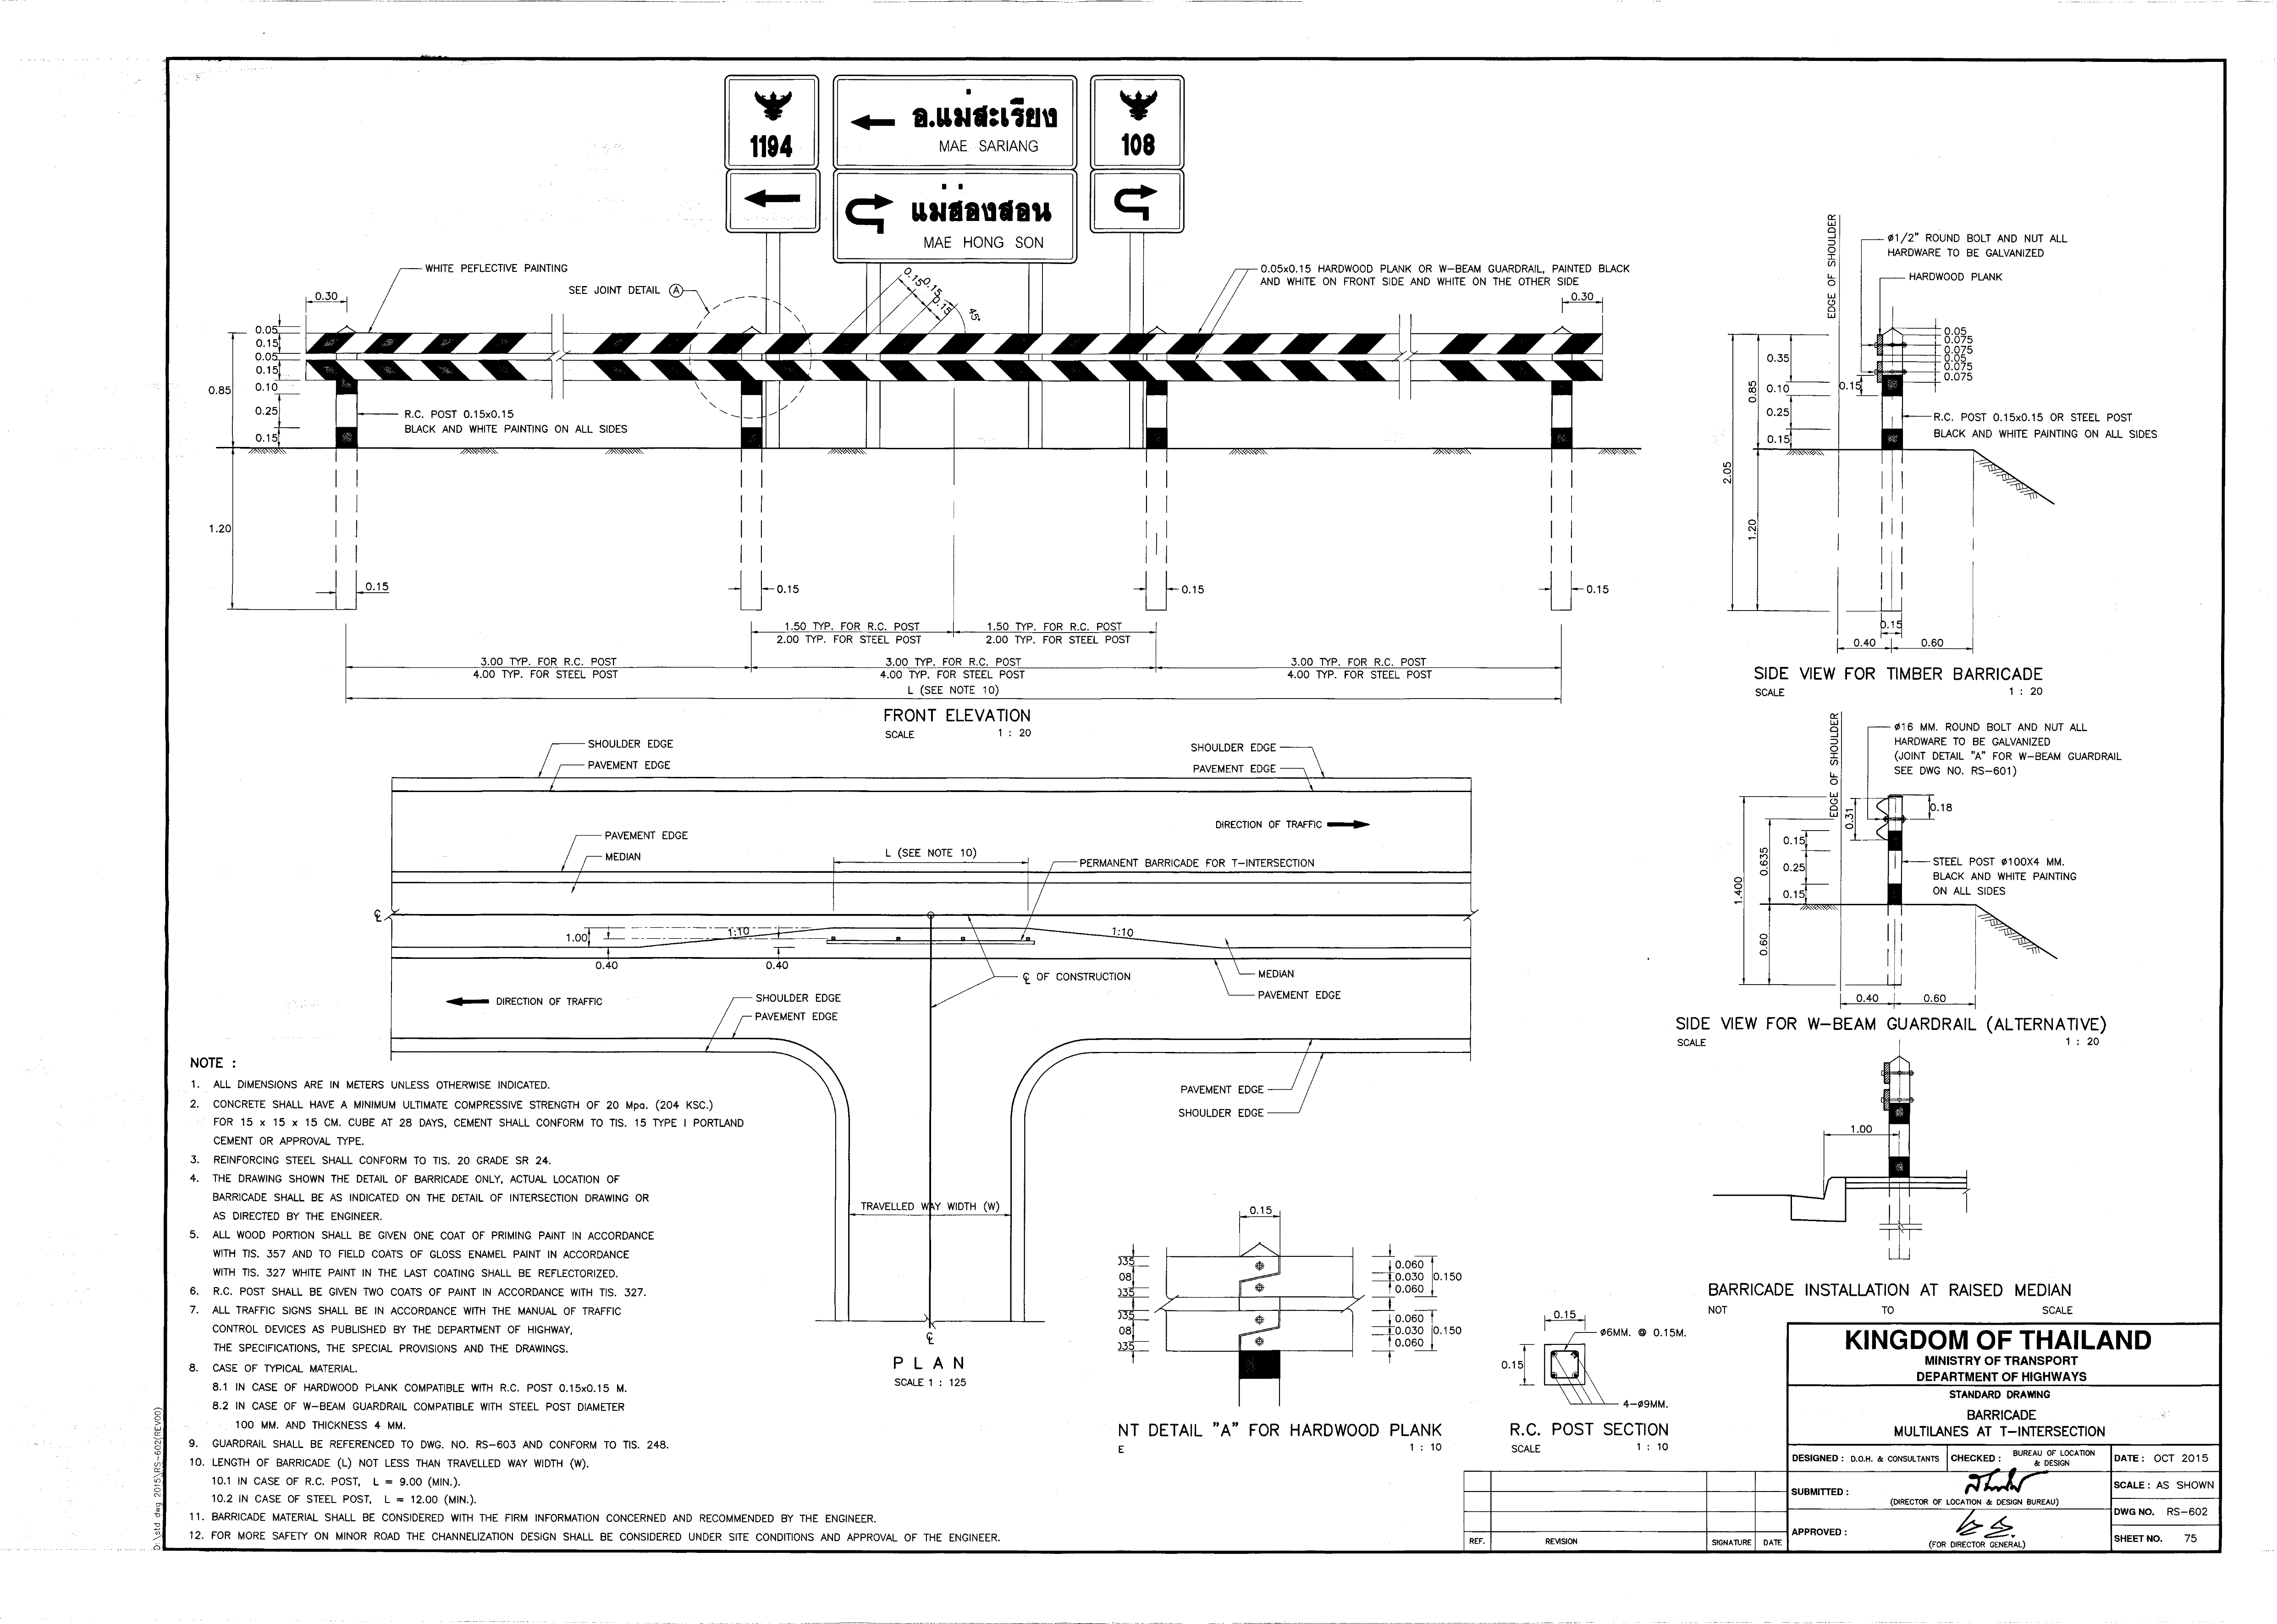 1194
อ.แม่สะเรียง
MAE SARIANG
108
แม่ฮ่องสอน
MAE HONG SON
WHITE PEFLECTIVE PAINTING
SEE JOINT DETAIL A
0.15
0.15
0.15
45°
0.05x0.15 HARDWOOD PLANK OR W-BEAM GUARDRAIL, PAINTED BLACK
AND WHITE ON FRONT SIDE AND WHITE ON THE OTHER SIDE
0.30
0.30
0.05
0.15
0.05
0.15
0.10
0.25
0.15
0.85
1.20
R.C. POST 0.15x0.15
BLACK AND WHITE PAINTING ON ALL SIDES
0.15
0.15
0.15
0.15
1.50 TYP. FOR R.C. POST
2.00 TYP. FOR STEEL POST
1.50 TYP. FOR R.C. POST
2.00 TYP. FOR STEEL POST
3.00 TYP. FOR R.C. POST
4.00 TYP. FOR STEEL POST
3.00 TYP. FOR R.C. POST
4.00 TYP. FOR STEEL POST
3.00 TYP. FOR R.C. POST
4.00 TYP. FOR STEEL POST
L (SEE NOTE 10)
FRONT ELEVATION
SCALE 1 : 20
EDGE OF SHOULDER
ø1/2" ROUND BOLT AND NUT ALL
HARDWARE TO BE GALVANIZED
HARDWOOD PLANK
0.05
0.075
0.075
0.05
0.075
0.075
0.35
0.10
0.25
0.15
0.15
0.85
2.05
1.20
R.C. POST 0.15x0.15 OR STEEL POST
BLACK AND WHITE PAINTING ON ALL SIDES
0.15
0.40
0.60
SIDE VIEW FOR TIMBER BARRICADE
SCALE 1 : 20
EDGE OF SHOULDER
ø16 MM. ROUND BOLT AND NUT ALL
HARDWARE TO BE GALVANIZED
(JOINT DETAIL "A" FOR W-BEAM GUARDRAIL
SEE DWG NO. RS-601)
0.18
0.31
0.15
0.25
0.15
0.635
1.400
0.60
STEEL POST ø100X4 MM.
BLACK AND WHITE PAINTING
ON ALL SIDES
0.40
0.60
SIDE VIEW FOR W-BEAM GUARDRAIL (ALTERNATIVE)
SCALE 1 : 20
1.00
BARRICADE INSTALLATION AT RAISED MEDIAN
NOT TO SCALE
SHOULDER EDGE
PAVEMENT EDGE
SHOULDER EDGE
PAVEMENT EDGE
DIRECTION OF TRAFFIC
PAVEMENT EDGE
MEDIAN
L (SEE NOTE 10)
PERMANENT BARRICADE FOR T-INTERSECTION
℄
1.00
1:10
1:10
0.40
0.40
℄ OF CONSTRUCTION
MEDIAN
PAVEMENT EDGE
DIRECTION OF TRAFFIC
SHOULDER EDGE
PAVEMENT EDGE
PAVEMENT EDGE
SHOULDER EDGE
TRAVELLED WAY WIDTH (W)
℄
PLAN
SCALE 1 : 125
NOTE :
1. ALL DIMENSIONS ARE IN METERS UNLESS OTHERWISE INDICATED.
2. CONCRETE SHALL HAVE A MINIMUM ULTIMATE COMPRESSIVE STRENGTH OF 20 Mpa. (204 KSC.)
FOR 15 x 15 x 15 CM. CUBE AT 28 DAYS, CEMENT SHALL CONFORM TO TIS. 15 TYPE I PORTLAND
CEMENT OR APPROVAL TYPE.
3. REINFORCING STEEL SHALL CONFORM TO TIS. 20 GRADE SR 24.
4. THE DRAWING SHOWN THE DETAIL OF BARRICADE ONLY, ACTUAL LOCATION OF
BARRICADE SHALL BE AS INDICATED ON THE DETAIL OF INTERSECTION DRAWING OR
AS DIRECTED BY THE ENGINEER.
5. ALL WOOD PORTION SHALL BE GIVEN ONE COAT OF PRIMING PAINT IN ACCORDANCE
WITH TIS. 357 AND TO FIELD COATS OF GLOSS ENAMEL PAINT IN ACCORDANCE
WITH TIS. 327 WHITE PAINT IN THE LAST COATING SHALL BE REFLECTORIZED.
6. R.C. POST SHALL BE GIVEN TWO COATS OF PAINT IN ACCORDANCE WITH TIS. 327.
7. ALL TRAFFIC SIGNS SHALL BE IN ACCORDANCE WITH THE MANUAL OF TRAFFIC
CONTROL DEVICES AS PUBLISHED BY THE DEPARTMENT OF HIGHWAY,
THE SPECIFICATIONS, THE SPECIAL PROVISIONS AND THE DRAWINGS.
8. CASE OF TYPICAL MATERIAL.
8.1 IN CASE OF HARDWOOD PLANK COMPATIBLE WITH R.C. POST 0.15x0.15 M.
8.2 IN CASE OF W-BEAM GUARDRAIL COMPATIBLE WITH STEEL POST DIAMETER
100 MM. AND THICKNESS 4 MM.
9. GUARDRAIL SHALL BE REFERENCED TO DWG. NO. RS-603 AND CONFORM TO TIS. 248.
10. LENGTH OF BARRICADE (L) NOT LESS THAN TRAVELLED WAY WIDTH (W).
10.1 IN CASE OF R.C. POST, L = 9.00 (MIN.).
10.2 IN CASE OF STEEL POST, L = 12.00 (MIN.).
11. BARRICADE MATERIAL SHALL BE CONSIDERED WITH THE FIRM INFORMATION CONCERNED AND RECOMMENDED BY THE ENGINEER.
12. FOR MORE SAFETY ON MINOR ROAD THE CHANNELIZATION DESIGN SHALL BE CONSIDERED UNDER SITE CONDITIONS AND APPROVAL OF THE ENGINEER.
D:\std dwg 2015\RS-602(REV00)
0.15
035
08
035
035
08
035
0.060
0.030 0.150
0.060
0.060
0.030 0.150
0.060
NT DETAIL "A" FOR HARDWOOD PLANK
E 1 : 10
0.15
0.15
ø6MM. @ 0.15M.
4-ø9MM.
R.C. POST SECTION
SCALE 1 : 10
REF. REVISION SIGNATURE DATE
KINGDOM OF THAILAND
MINISTRY OF TRANSPORT
DEPARTMENT OF HIGHWAYS
STANDARD DRAWING
BARRICADE
MULTILANES AT T-INTERSECTION
DESIGNED : D.O.H. & CONSULTANTS
CHECKED : BUREAU OF LOCATION
& DESIGN
DATE : OCT 2015
SUBMITTED :
(DIRECTOR OF LOCATION & DESIGN BUREAU)
SCALE : AS SHOWN
DWG NO. RS-602
APPROVED :
(FOR DIRECTOR GENERAL)
SHEET NO. 75